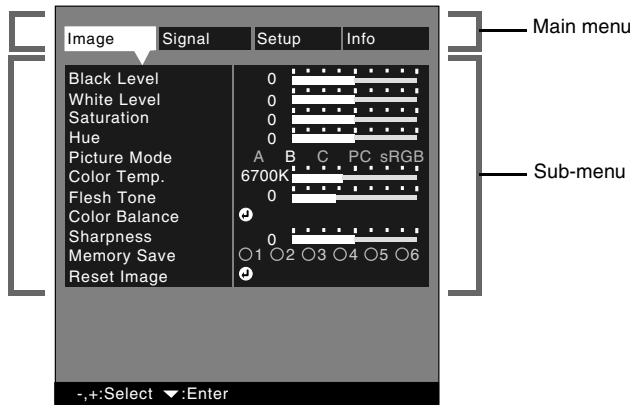 Image Signal Setup Info
Main menu
Black Level 0
White Level 0
Saturation 0
Hue 0
Picture Mode A B C PC sRGB
Color Temp. 6700K
Sub-menu
Flesh Tone 0
Color Balance
Sharpness 0
Memory Save ○1 ○2 ○3 ○4 ○5 ○6
Reset Image
-,+:Select ▼:Enter